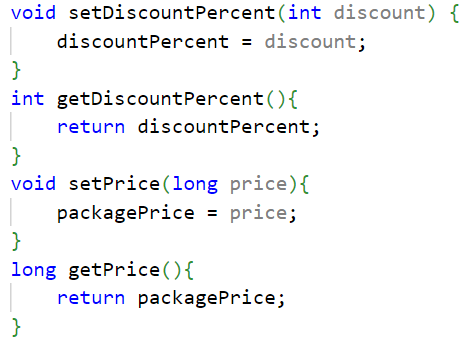 void setDiscountPercent(int discount) {
    discountPercent = discount;
}
int getDiscountPercent(){
    return discountPercent;
}
void setPrice(long price){
    packagePrice = price;
}
long getPrice(){
    return packagePrice;
}